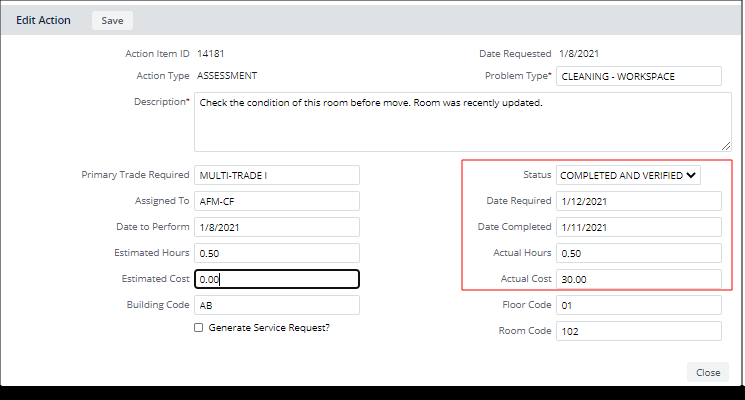 Edit Action Save
Action Item ID 14181 Date Requested 1/8/2021
Action Type ASSESSMENT Problem Type* CLEANING - WORKSPACE
Description* Check the condition of this room before move. Room was recently updated.
Primary Trade Required MULTI-TRADE I Status COMPLETED AND VERIFIED
Assigned To AFM-CF Date Required 1/12/2021
Date to Perform 1/8/2021 Date Completed 1/11/2021
Estimated Hours 0.50 Actual Hours 0.50
Estimated Cost 0.00 Actual Cost 30.00
Building Code AB Floor Code 01
Generate Service Request? Room Code 102
Close